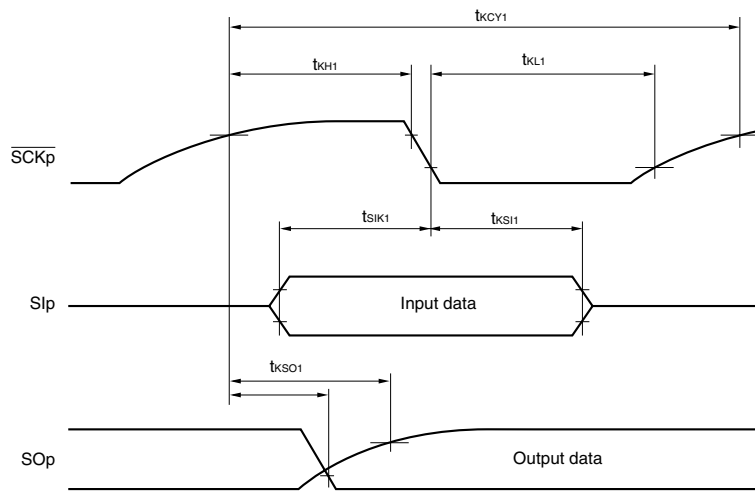 tKCY1
tKH1
tKL1
SCKp
tSIK1
tKSI1
SIp
Input data
tKSO1
SOp
Output data